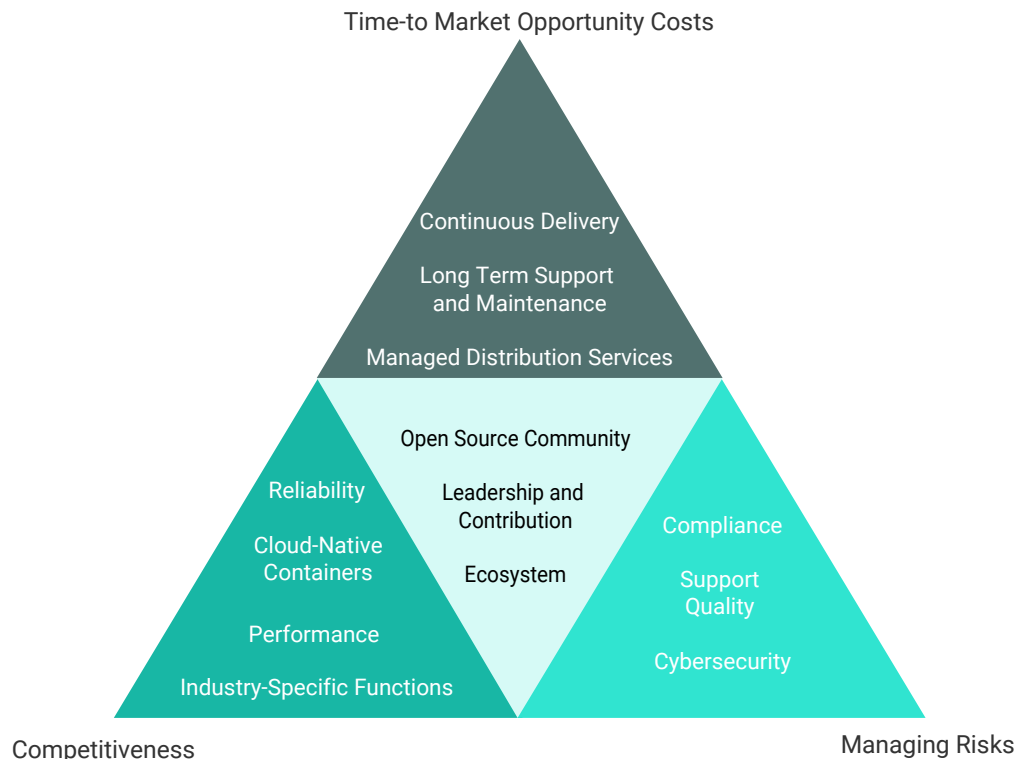 Time-to Market Opportunity Costs
Continuous Delivery
Long Term Support
and Maintenance
Managed Distribution Services
Open Source Community
Leadership and
Contribution
Ecosystem
Reliability
Cloud-Native
Containers
Performance
Industry-Specific Functions
Compliance
Support
Quality
Cybersecurity
Competitiveness
Managing Risks